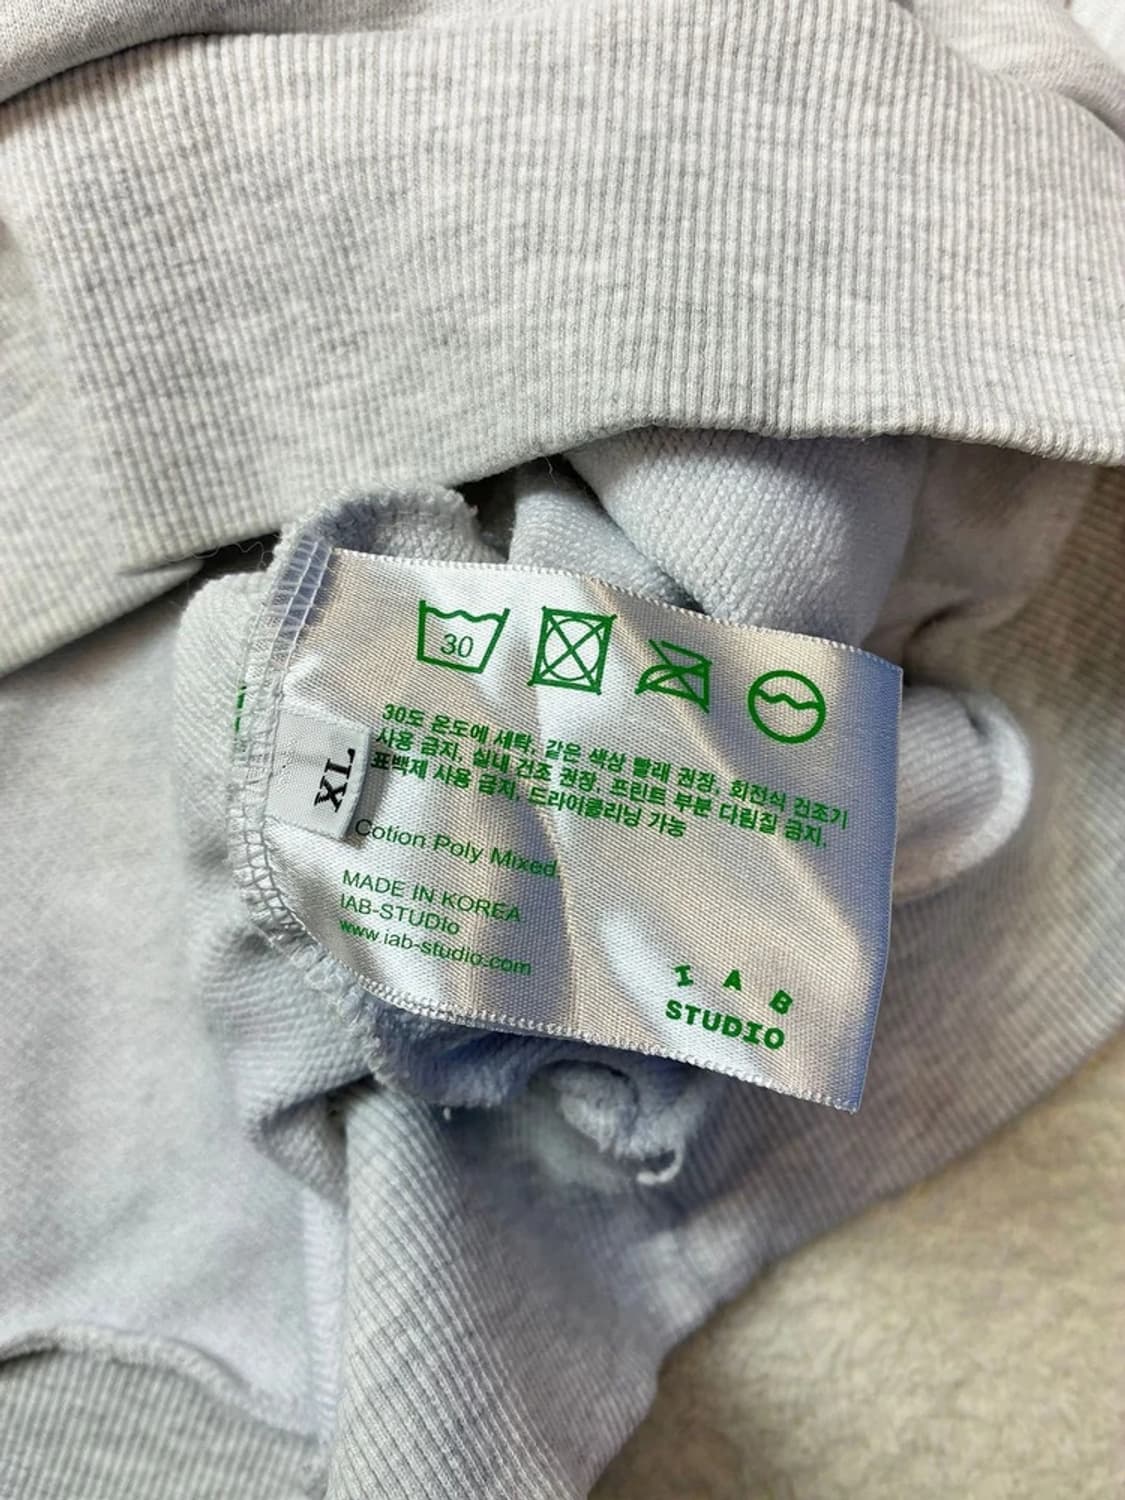 30
30도 온도에 세탁, 같은 색상 빨래 권장, 회전식 건조기
사용 금지, 실내 건조 권장, 프린트 부분 다림질 금지,
표백제 사용 금지, 드라이클리닝 가능
XL
Cotion Poly Mixed.
MADE IN KOREA
IAB-STUDIo
www.iab-studio.com
I A B
STUDIO